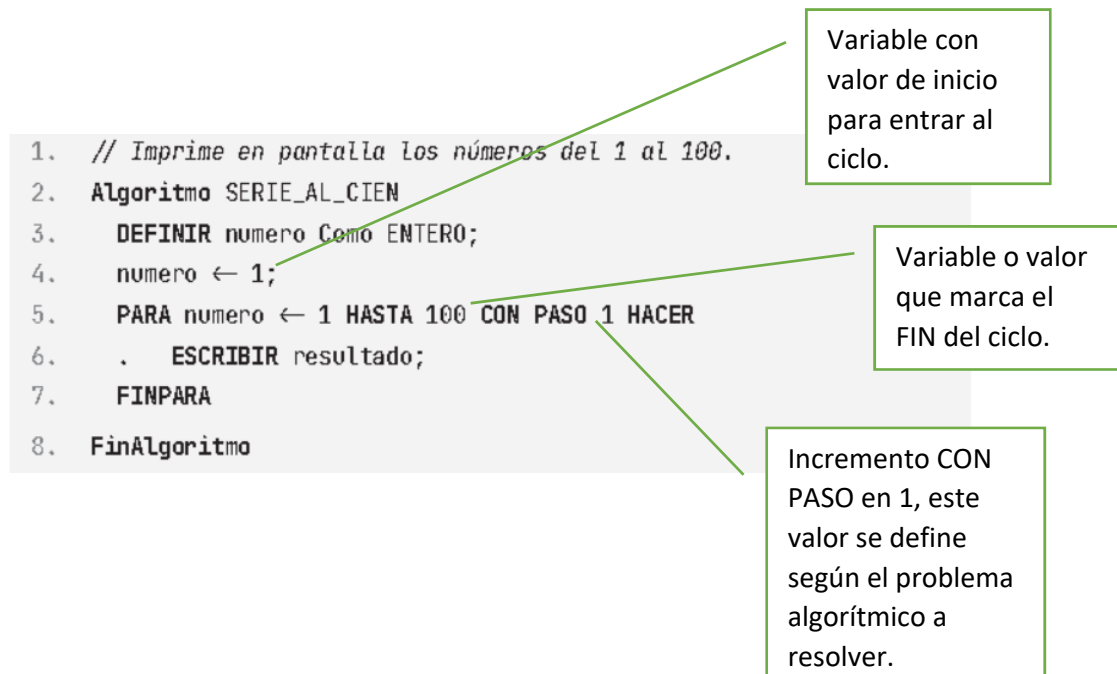 Variable con
valor de inicio
para entrar al
ciclo.
1. // Imprime en pantalla los números del 1 al 100.
2. Algoritmo SERIE_AL_CIEN
3. DEFINIR numero Como ENTERO;
4. numero ← 1;
5. PARA numero ← 1 HASTA 100 CON PASO 1 HACER
6. . ESCRIBIR resultado;
7. FINPARA
8. FinAlgoritmo
Variable o valor
que marca el
FIN del ciclo.
Incremento CON
PASO en 1, este
valor se define
según el problema
algorítmico a
resolver.